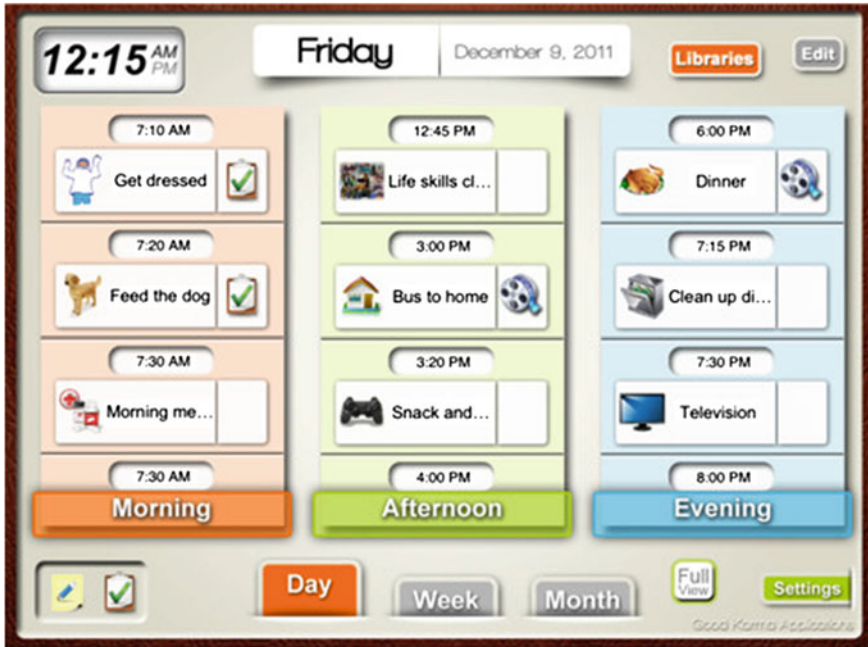 12:15 AM PM
Friday
December 9, 2011
Libraries
Edit
7:10 AM
Get dressed
7:20 AM
Feed the dog
7:30 AM
Morning me...
7:30 AM
Morning
12:45 PM
Life skills cl...
3:00 PM
Bus to home
3:20 PM
Snack and...
4:00 PM
Afternoon
6:00 PM
Dinner
7:15 PM
Clean up di...
7:30 PM
Television
8:00 PM
Evening
Day
Week
Month
Full
View
Settings
Good Karma Applications